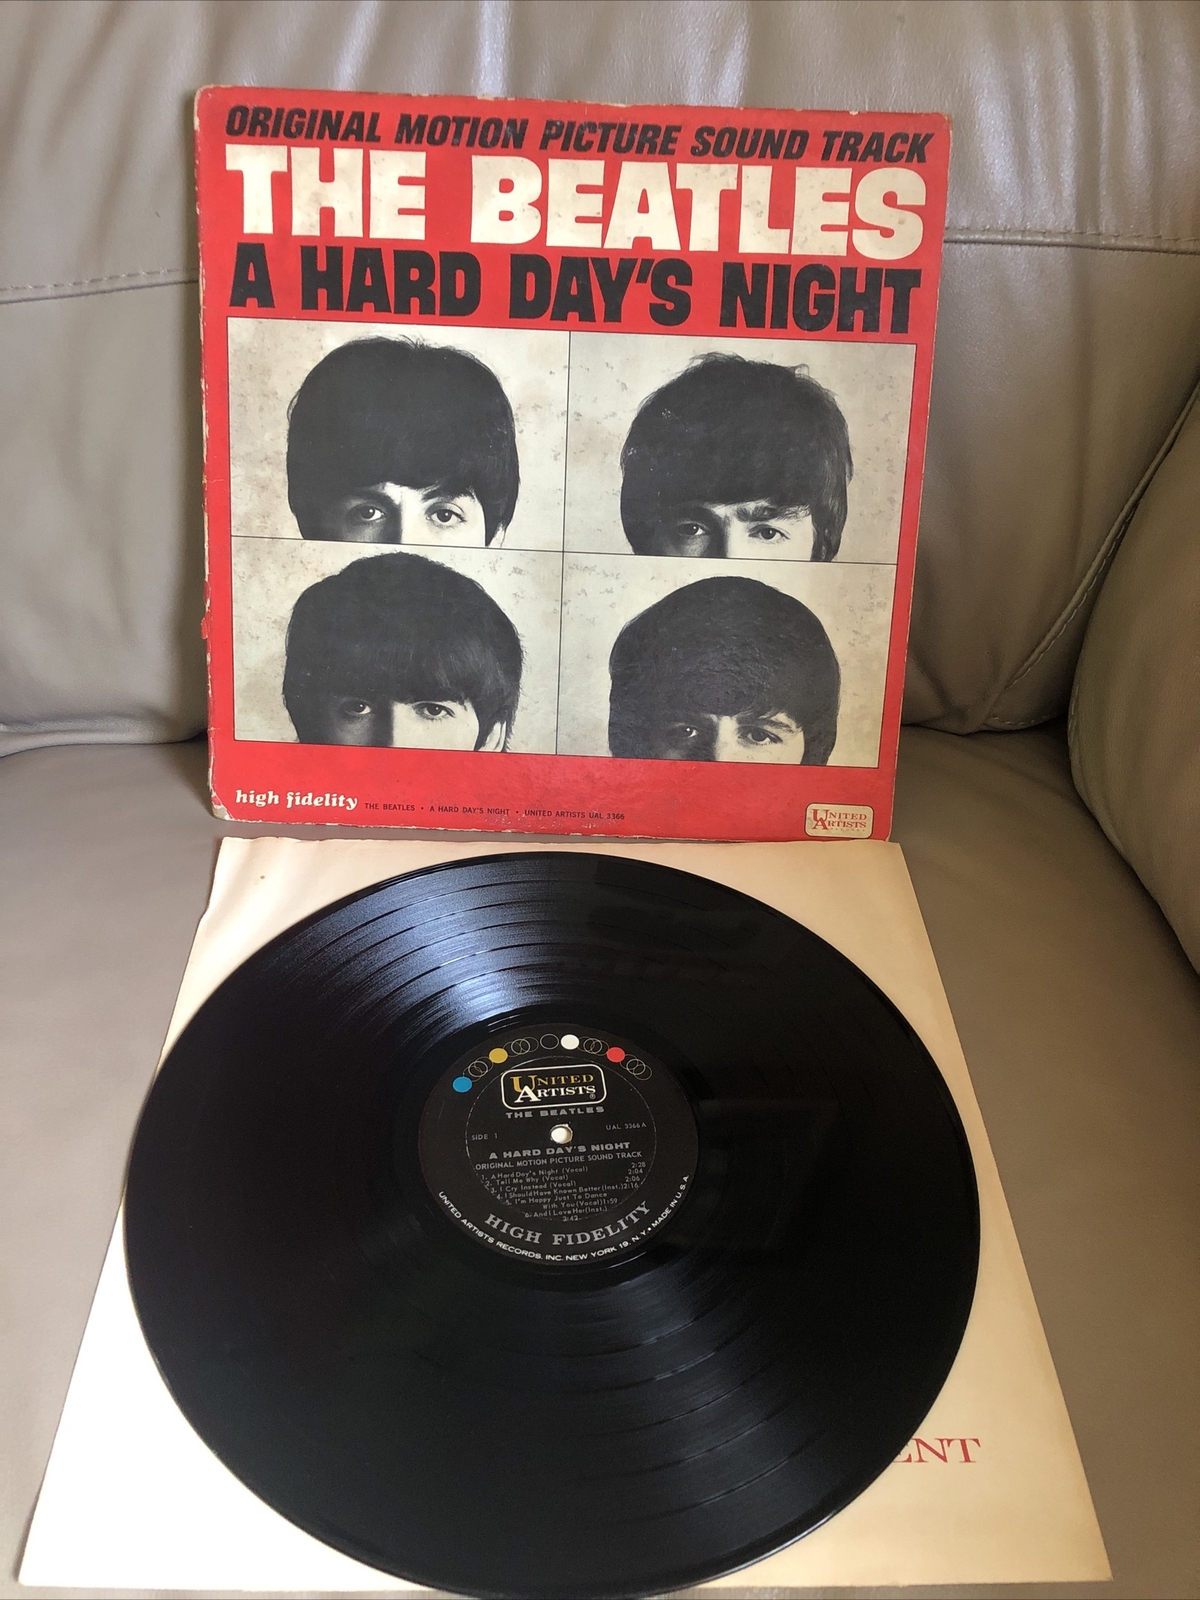 ORIGINAL MOTION PICTURE SOUND TRACK
THE BEATLES
A HARD DAY'S NIGHT
high fidelity THE BEATLES • A HARD DAY'S NIGHT • UNITED ARTISTS UAL 3366
UNITED
ARTISTS
RECORDS
UNITED
ARTISTS®
THE BEATLES
SIDE 1 UAL 3366 A
A HARD DAY'S NIGHT
ORIGINAL MOTION PICTURE SOUND TRACK
1. A Hard Day's Night (Vocal) 2:28
2. Tell Me Why (Vocal) 2:04
3. I Cry Instead (Vocal) 2:06
4. I Should Have Known Better (Inst.) 2:16
5. I'm Happy Just To Dance
With You (Vocal) 1:59
6. And I Love Her (Inst.)
3:42
HIGH FIDELITY
UNITED ARTISTS RECORDS, INC. NEW YORK 19, N.Y. • MADE IN U.S.A.
ENT